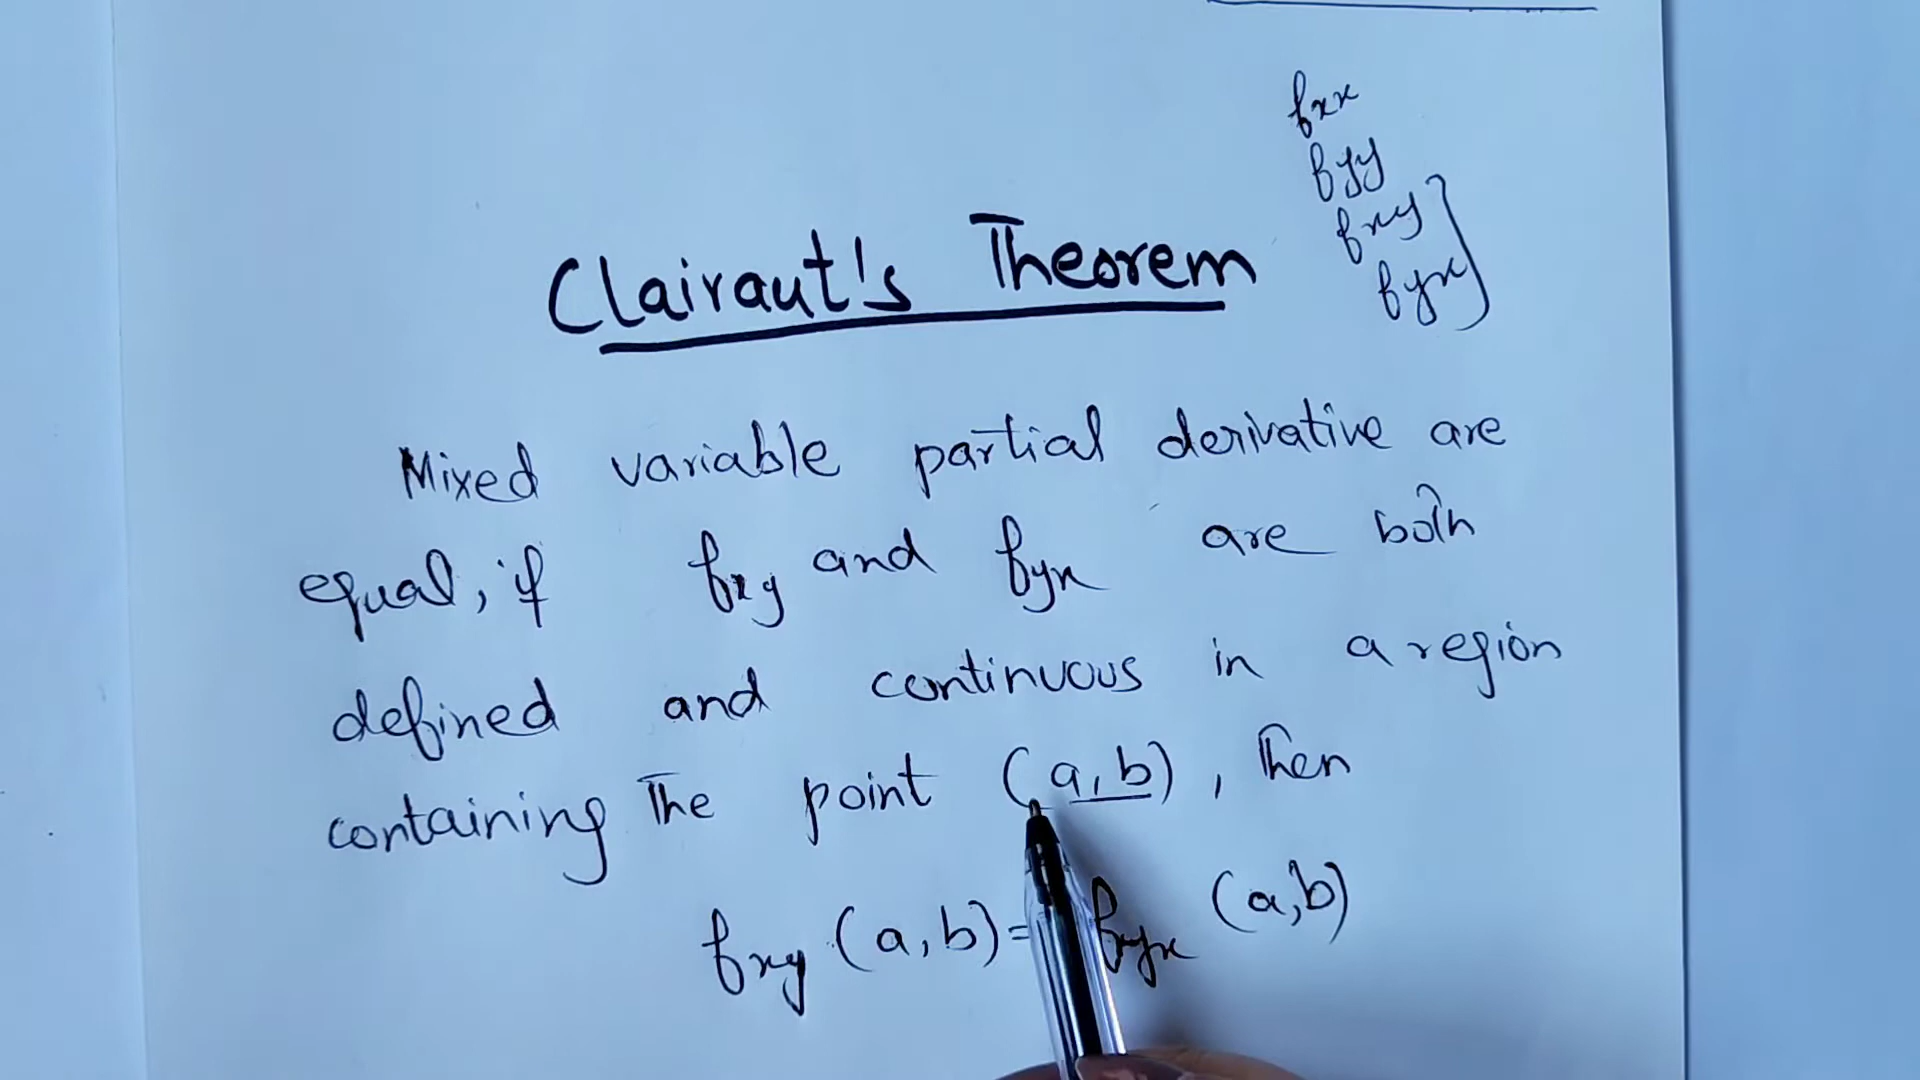 fxx
fyy
fxy
fyx
Clairaut's Theorem
Mixed variable partial derivative are
equal, if fxy and fyx are both
defined and continuous in a region
containing The point (a,b), Then
fxy (a,b) = fyx (a,b)